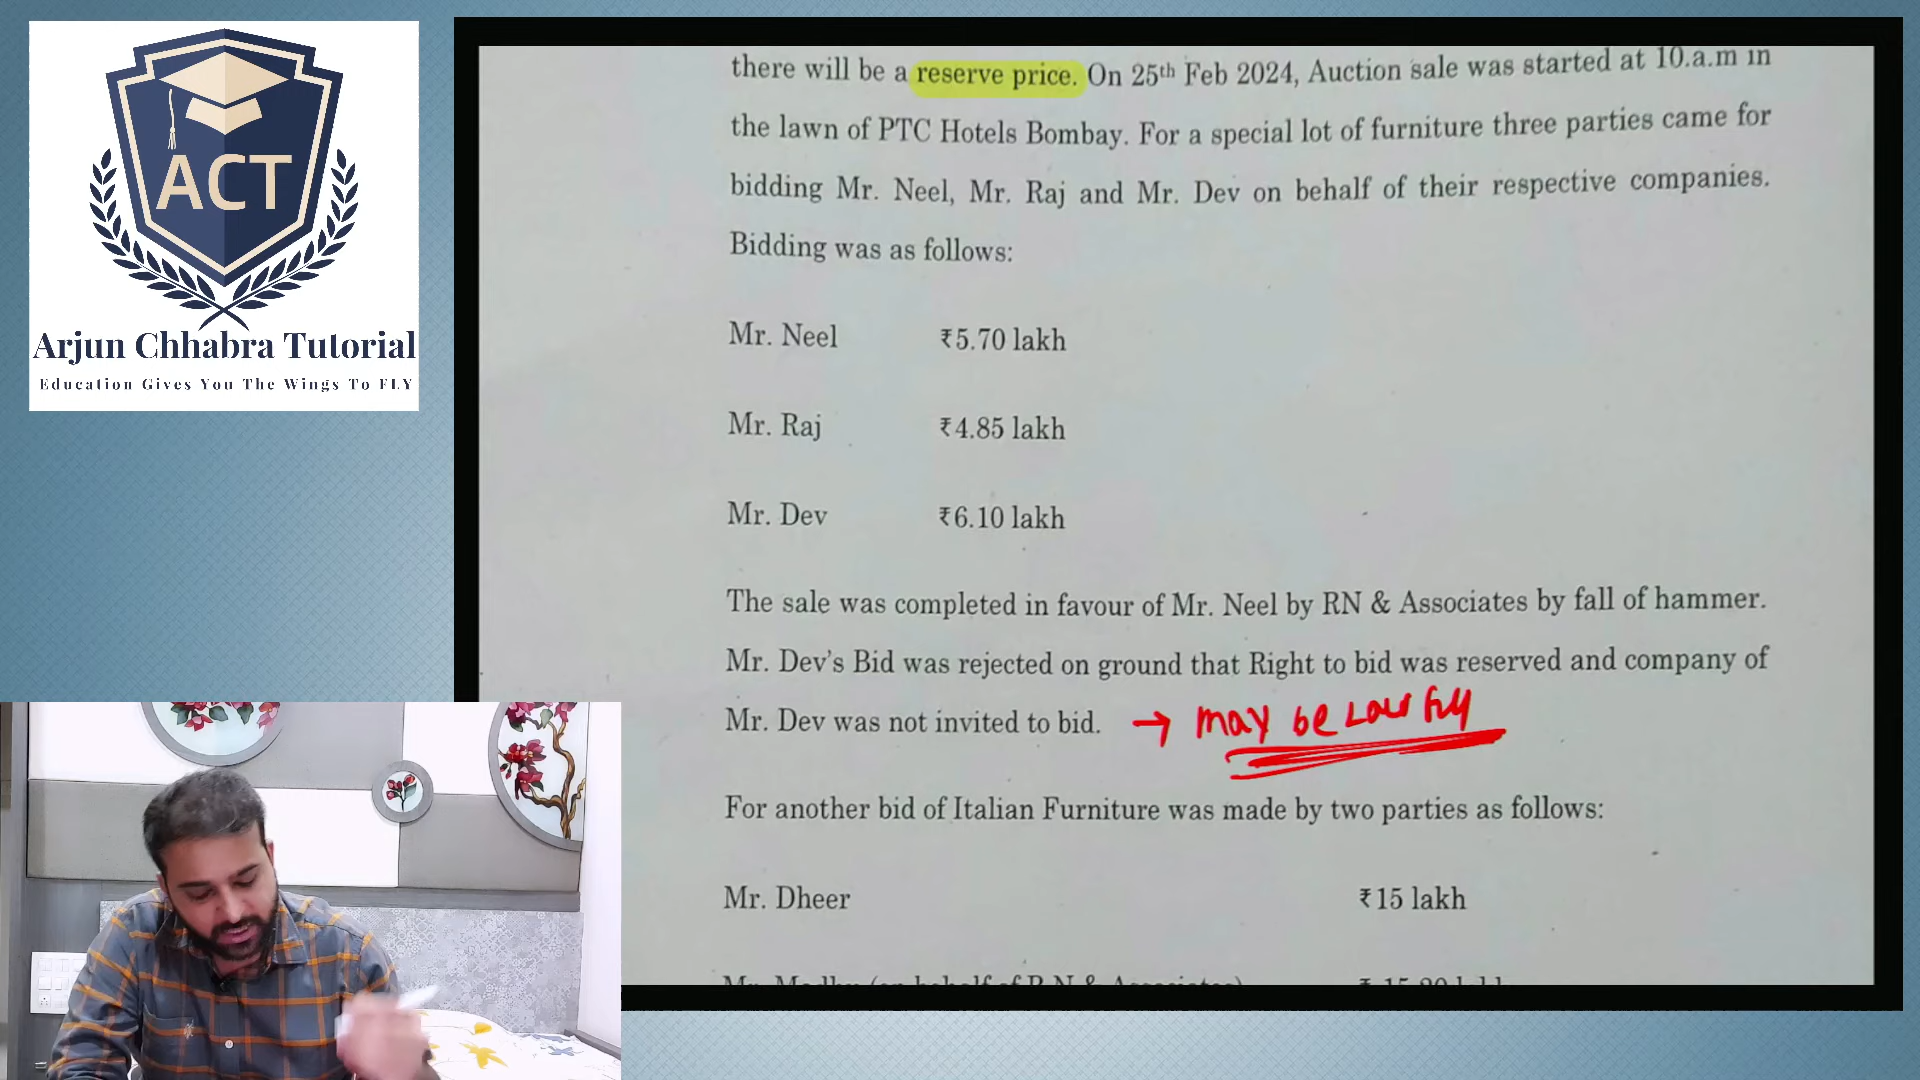 ACT
Arjun Chhabra Tutorial
Education Gives You The Wings To FLY
there will be a reserve price. On 25th Feb 2024, Auction sale was started at 10.a.m in
the lawn of PTC Hotels Bombay. For a special lot of furniture three parties came for
bidding Mr. Neel, Mr. Raj and Mr. Dev on behalf of their respective companies.
Bidding was as follows:
Mr. Neel ₹5.70 lakh
Mr. Raj ₹4.85 lakh
Mr. Dev ₹6.10 lakh
The sale was completed in favour of Mr. Neel by RN & Associates by fall of hammer.
Mr. Dev's Bid was rejected on ground that Right to bid was reserved and company of
Mr. Dev was not invited to bid. → may be
For another bid of Italian Furniture was made by two parties as follows:
Mr. Dheer ₹15 lakh